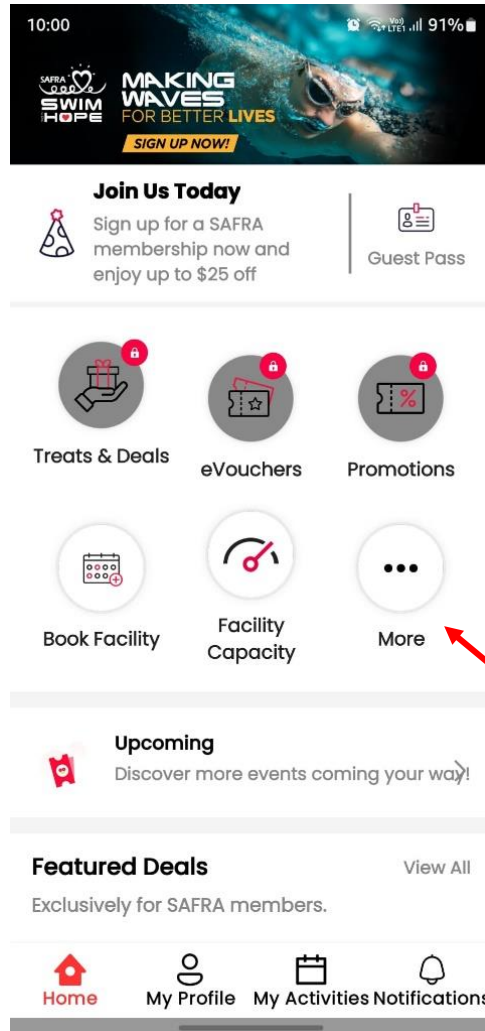 10:00
Vo)) LTE1 91%
SAFRA
SWIM
HOPE
MAKING
WAVES
FOR BETTER LIVES
SIGN UP NOW!
Join Us Today
Sign up for a SAFRA
membership now and
enjoy up to $25 off
Guest Pass
Treats & Deals
eVouchers
Promotions
%
Book Facility
Facility
Capacity
More
Upcoming
Discover more events coming your way!
Featured Deals
View All
Exclusively for SAFRA members.
Home
My Profile
My Activities
Notifications